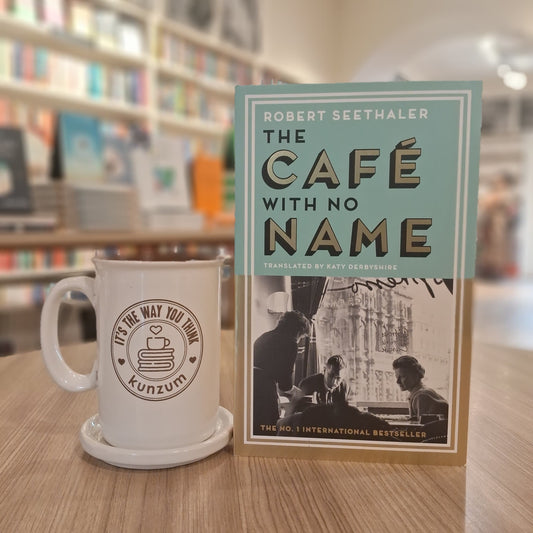 ROBERT SEETHALER
THE
CAFÉ
WITH NO
NAME
TRANSLATED BY KATY DERBYSHIRE
THE NO. 1 INTERNATIONAL BESTSELLER
IT'S THE WAY YOU THINK
kunzum